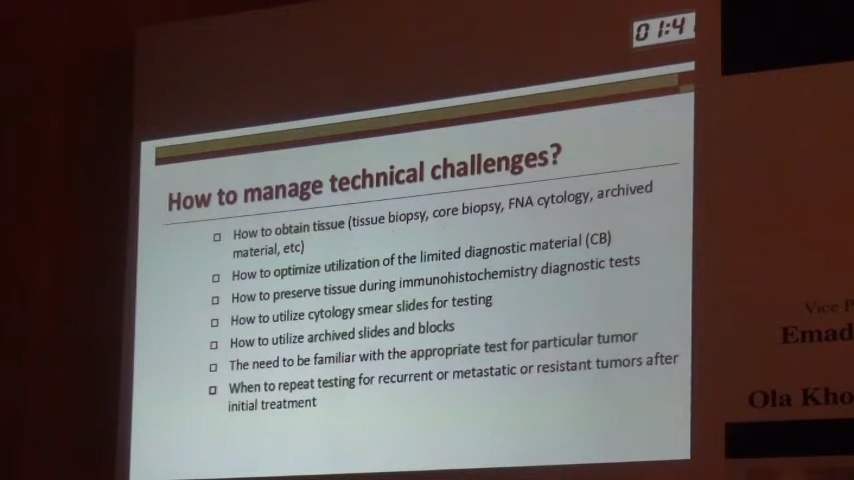 01:4
How to manage technical challenges?
How to obtain tissue (tissue biopsy, core biopsy, FNA cytology, archived
material, etc)
How to optimize utilization of the limited diagnostic material (CB)
How to preserve tissue during immunohistochemistry diagnostic tests
How to utilize cytology smear slides for testing
How to utilize archived slides and blocks
The need to be familiar with the appropriate test for particular tumor
When to repeat testing for recurrent or metastatic or resistant tumors after
initial treatment
Vice P
Emad
Ola Kho